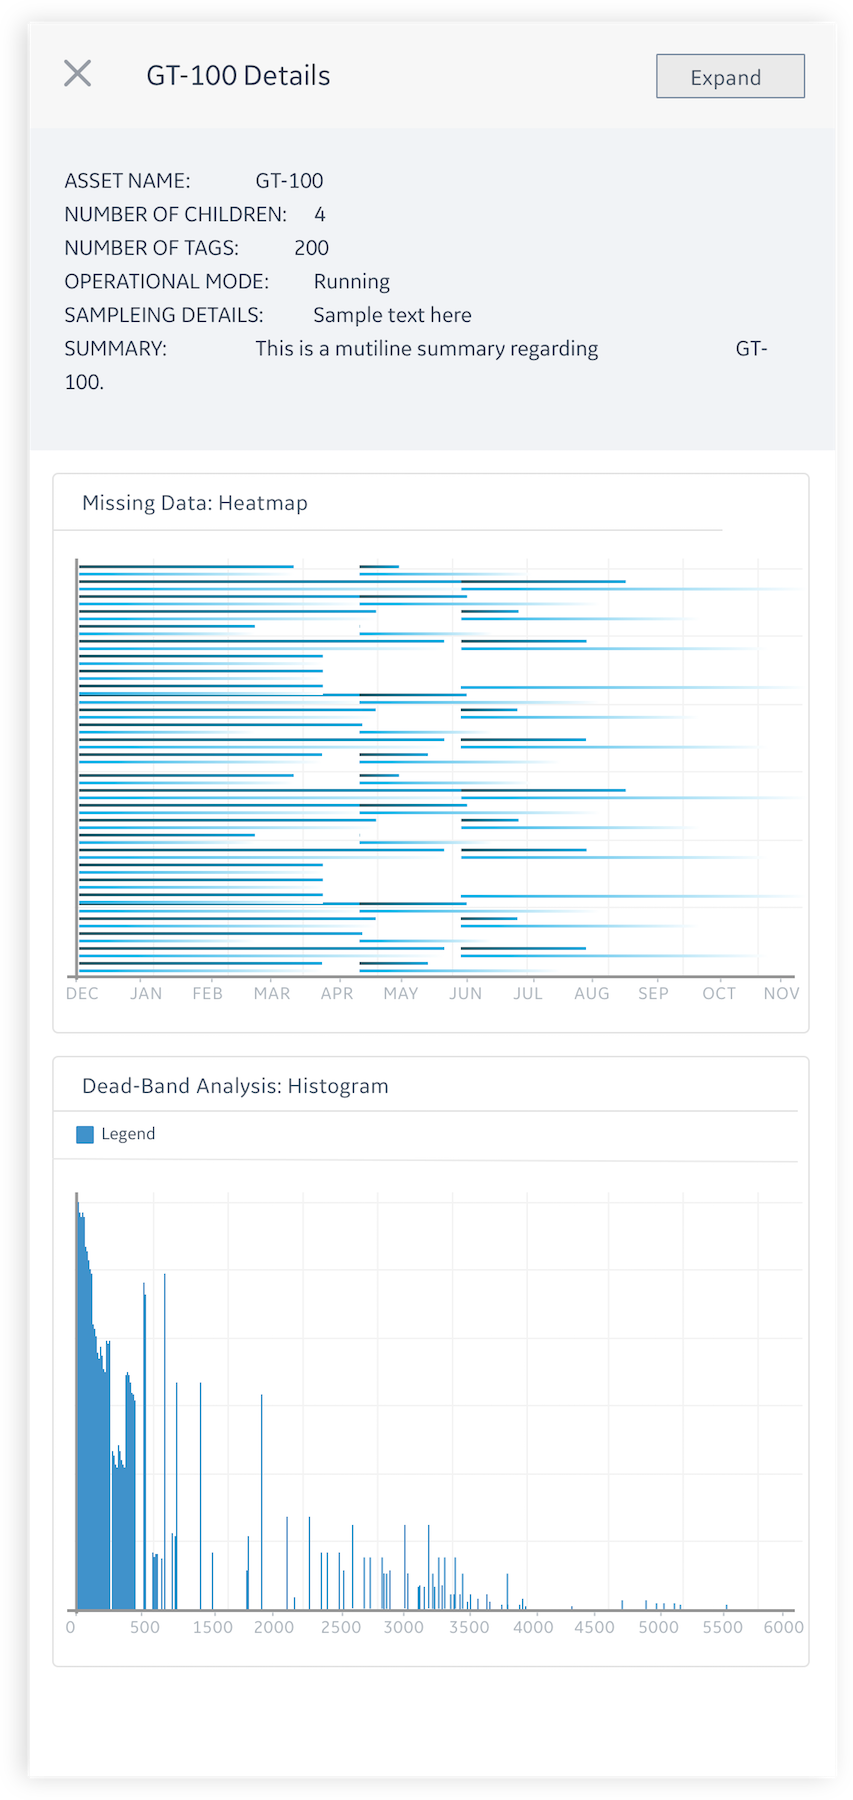 GT-100 Details
Expand
ASSET NAME: GT-100
NUMBER OF CHILDREN: 4
NUMBER OF TAGS: 200
OPERATIONAL MODE: Running
SAMPLEING DETAILS: Sample text here
SUMMARY: This is a mutiline summary regarding GT-
100.
Missing Data: Heatmap
DEC JAN FEB MAR APR MAY JUN JUL AUG SEP OCT NOV
Dead-Band Analysis: Histogram
Legend
0 500 1500 2000 2500 3000 3500 4000 4500 5000 5500 6000